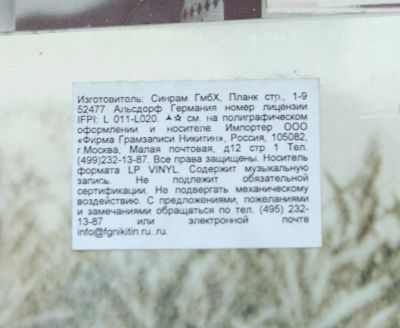 Изготовитель: Синрам ГмбХ, Планк стр., 1-9
52477 Альсдорф Германия номер лицензии
IFPI: L 011-L020. ▲☆ см. на полиграфическом
оформлении и носителе. Импортер ООО
«Фирма Грамзаписи Никитин», Россия, 105082,
г.Москва, Малая почтовая, д12 стр 1 Тел.
(499)232-13-87. Все права защищены. Носитель
формата LP VINYL. Содержит музыкальную
запись. Не подлежит обязательной
сертификации. Не подвергать механическому
воздействию. С предложениями, пожеланиями
и замечаниями обращаться по тел. (495) 232-
13-87 или электронной почте
info@fgnikitin.ru..ru.